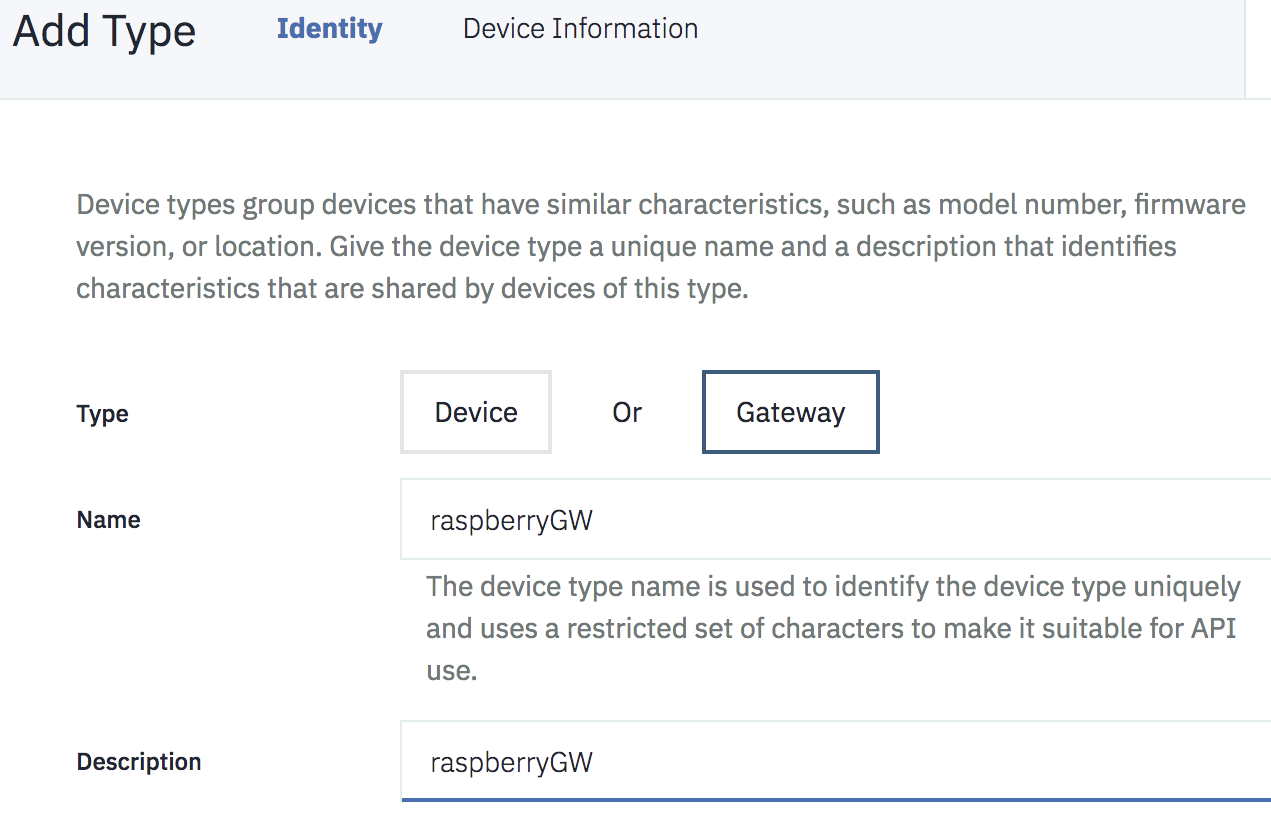 Add Type Identity Device Information
Device types group devices that have similar characteristics, such as model number, firmware
version, or location. Give the device type a unique name and a description that identifies
characteristics that are shared by devices of this type.
Type Device Or Gateway
Name raspberryGW
The device type name is used to identify the device type uniquely
and uses a restricted set of characters to make it suitable for API
use.
Description raspberryGW